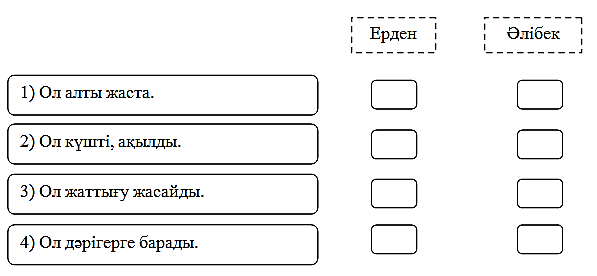 Ерден Әлібек
1) Ол алты жаста.
2) Ол күшті, ақылды.
3) Ол жаттығу жасайды.
4) Ол дәрігерге барады.